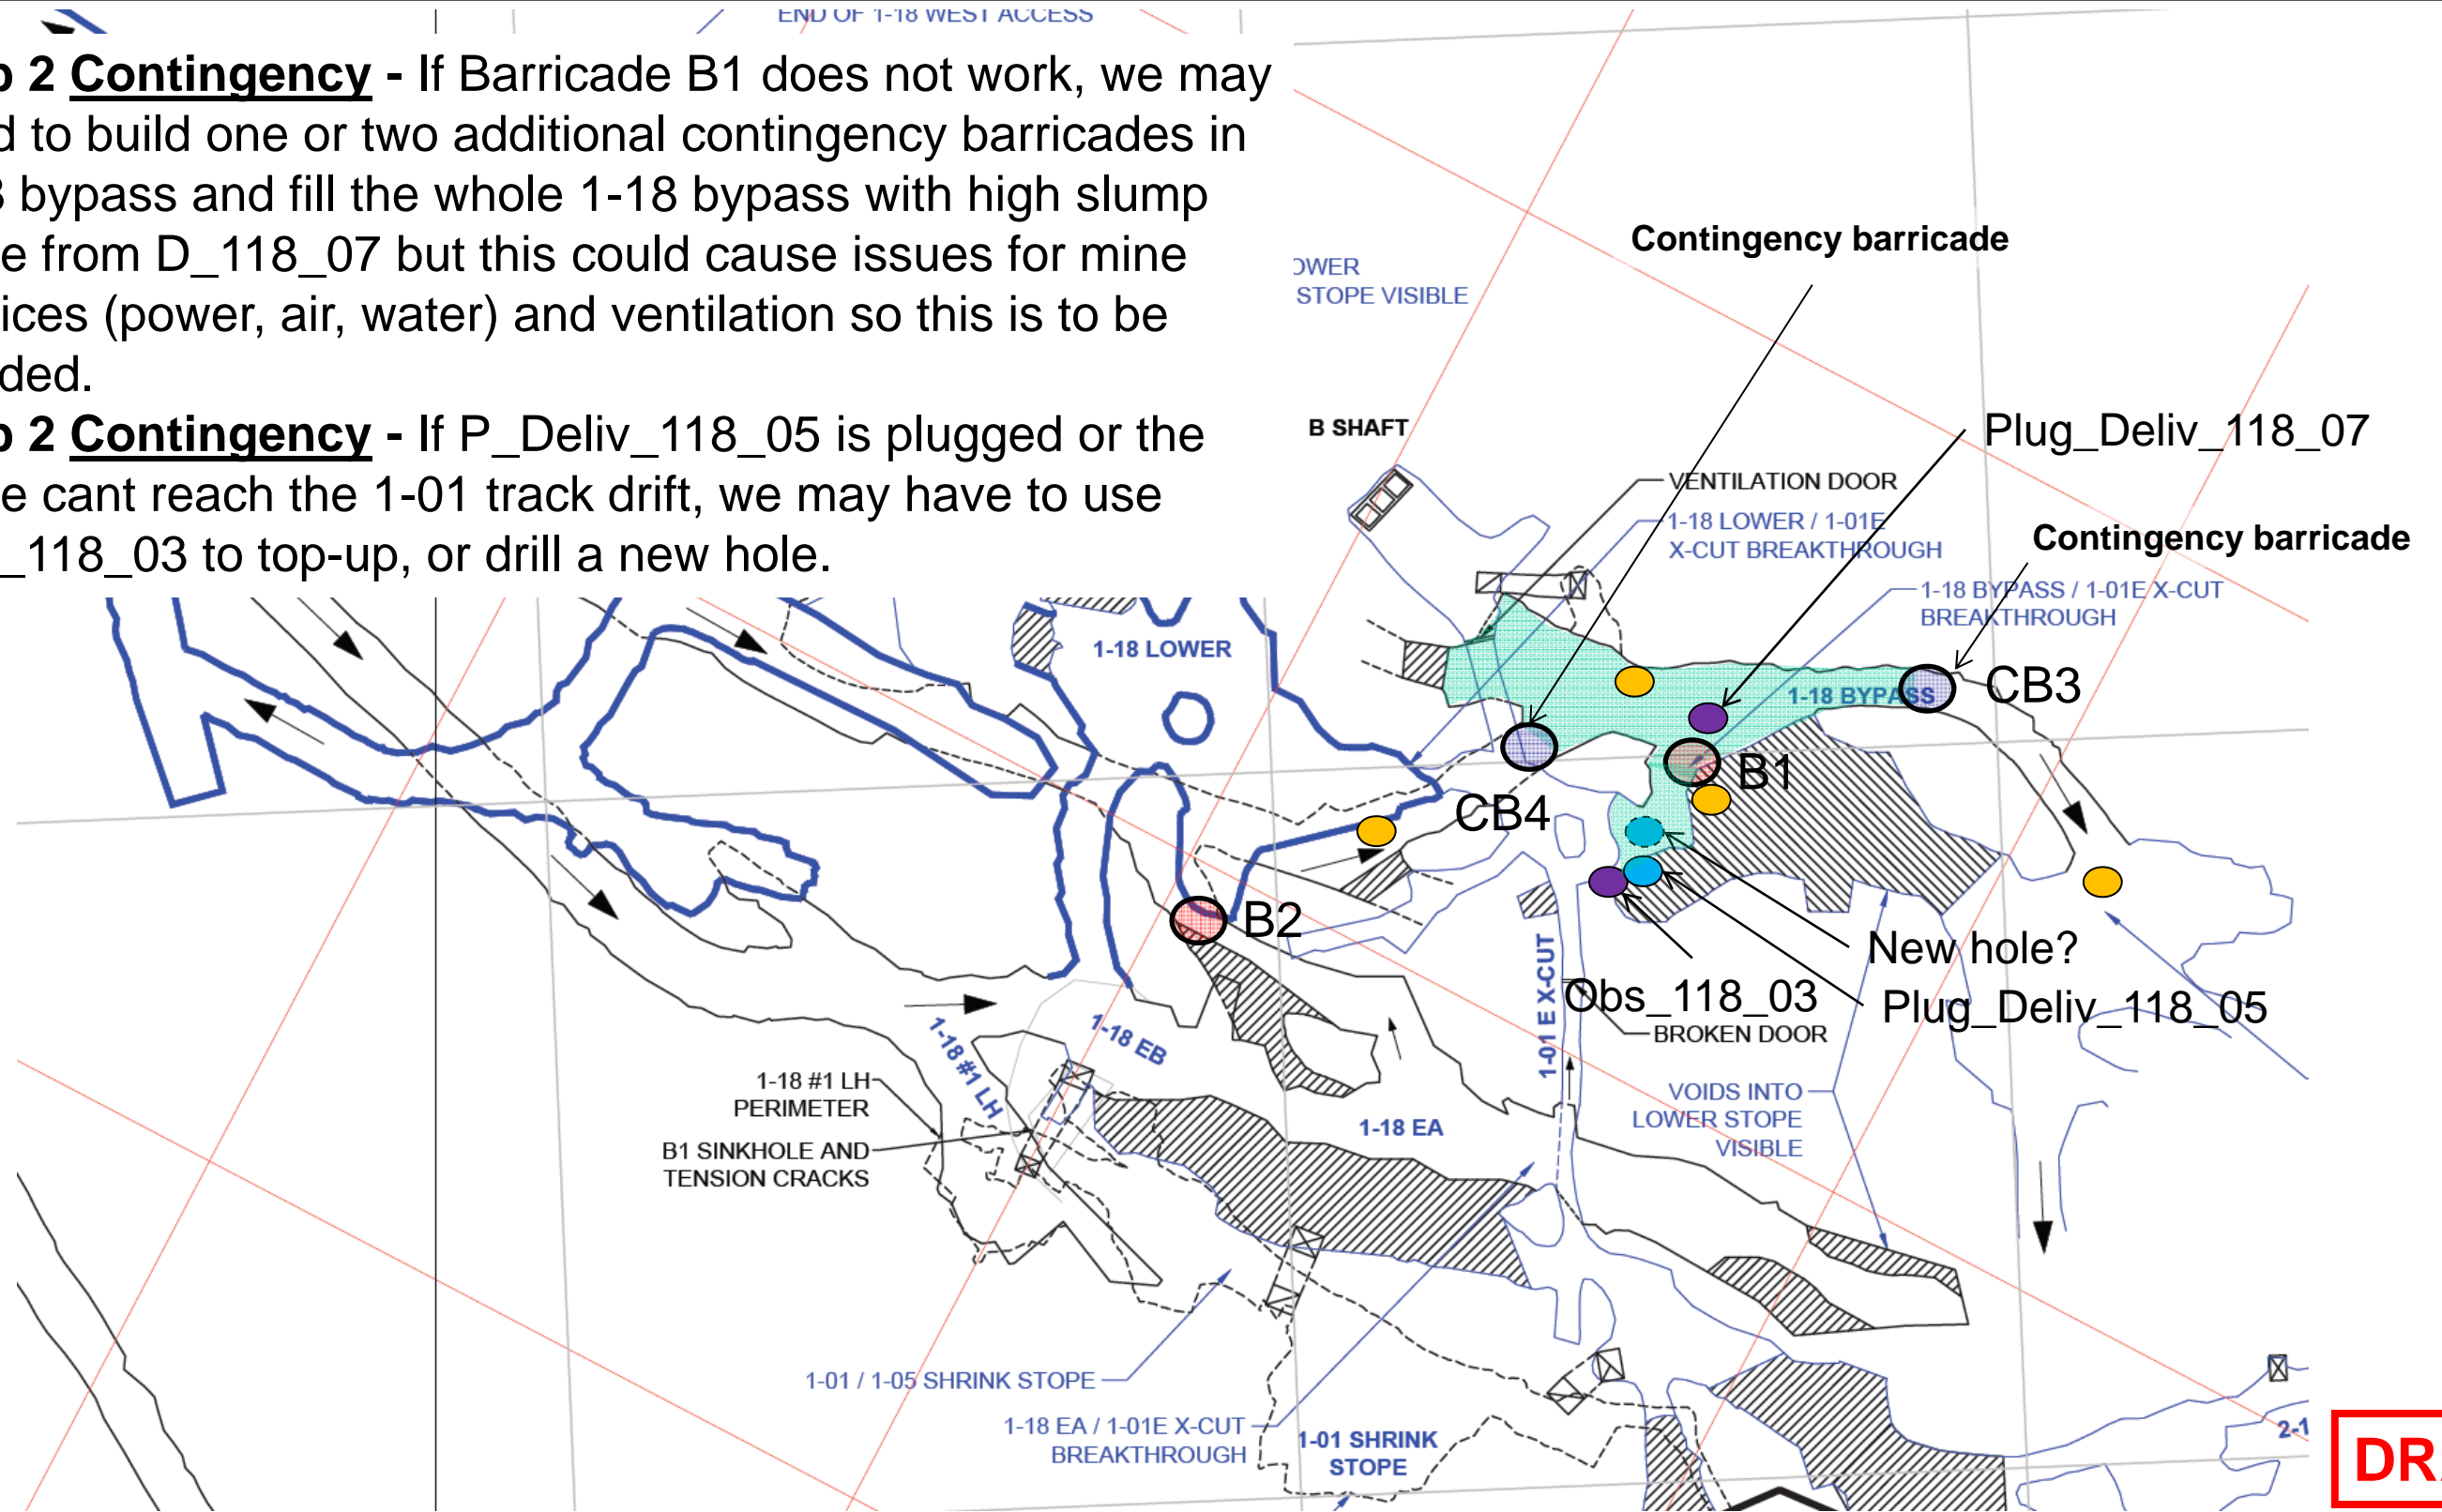 END OF 1-18 WEST ACCESS
2 Contingency - If Barricade B1 does not work, we may
to build one or two additional contingency barricades in
bypass and fill the whole 1-18 bypass with high slump
e from D_118_07 but this could cause issues for mine
ices (power, air, water) and ventilation so this is to be
ded.
2 Contingency - If P_Deliv_118_05 is plugged or the
e cant reach the 1-01 track drift, we may have to use
_118_03 to top-up, or drill a new hole.
OWER
STOPE VISIBLE
Contingency barricade
B SHAFT
Plug_Deliv_118_07
VENTILATION DOOR
1-18 LOWER / 1-01E
X-CUT BREAKTHROUGH
Contingency barricade
1-18 BYPASS / 1-01E X-CUT
BREAKTHROUGH
1-18 LOWER
1-18 BYPASS
CB3
B1
CB4
B2
New hole?
Obs_118_03
Plug_Deliv_118_05
1-01 E X-CUT
BROKEN DOOR
1-18 #1 LH
1-18 EB
1-18 #1 LH
PERIMETER
B1 SINKHOLE AND
TENSION CRACKS
1-18 EA
VOIDS INTO
LOWER STOPE
VISIBLE
1-01 / 1-05 SHRINK STOPE
1-18 EA / 1-01E X-CUT
BREAKTHROUGH
1-01 SHRINK
STOPE
2-1
DR